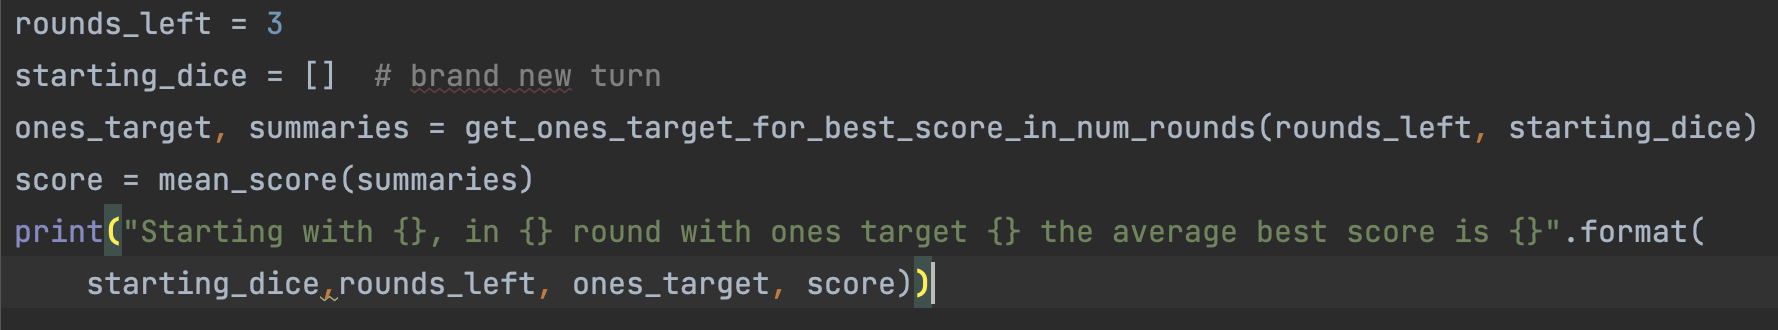 rounds_left = 3
starting_dice = []  # brand new turn
ones_target, summaries = get_ones_target_for_best_score_in_num_rounds(rounds_left, starting_dice)
score = mean_score(summaries)
print("Starting with {}, in {} round with ones target {} the average best score is {}".format(
    starting_dice,rounds_left, ones_target, score))